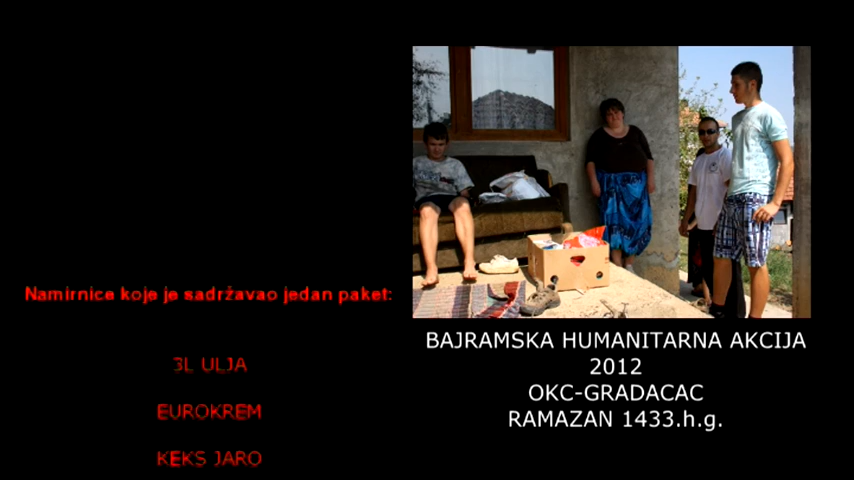 Namirnice koje je sadržavao jedan paket:
3L ULJA
EUROKREM
KEKS JARO
BAJRAMSKA HUMANITARNA AKCIJA
2012
OKC-GRADACAC
RAMAZAN 1433.h.g.